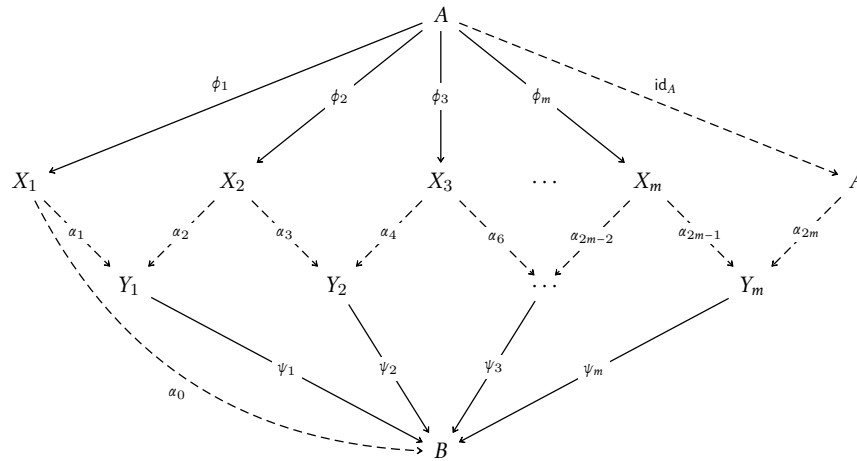 A
ϕ₁ ϕ₂ ϕ₃ ϕₘ id_A
X₁ X₂ X₃ ⋯ Xₘ A
α₁ α₂ α₃ α₄ α₆ α₂ₘ₋₂ α₂ₘ₋₁ α₂ₘ
Y₁ Y₂ ⋯ Yₘ
ψ₁ ψ₂ ψ₃ ψₘ
α₀
B